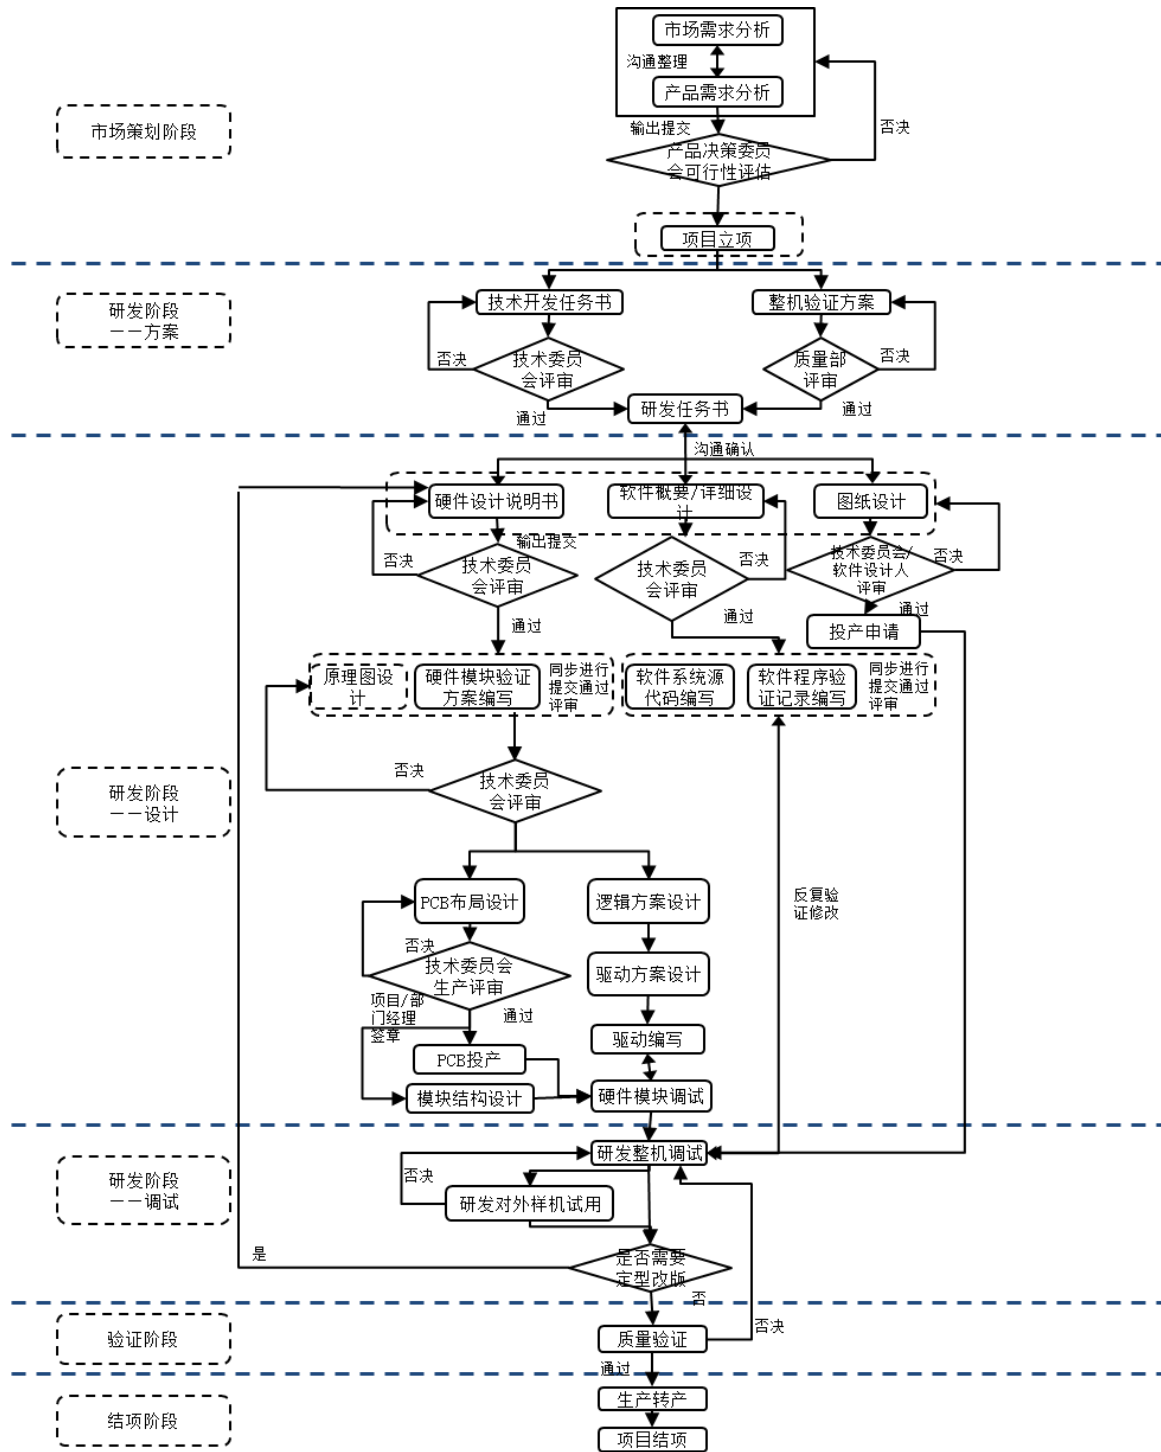 市场需求分析
沟通整理
产品需求分析
市场策划阶段
输出提交
否决
产品决策委员
会可行性评估
项目立项
研发阶段
——方案
技术开发任务书
整机验证方案
否决
技术委员
会评审
质量部
评审
否决
通过
研发任务书
通过
沟通确认
硬件设计说明书
软件概要/详细设
计
图纸设计
输出提交
否决
技术委员
会评审
技术委员
会评审
否决
技术委员会/
软件设计人
评审
否决
通过
通过
通过
投产申请
原理图设
计
硬件模块验证
方案编写
同步进行
提交通过
评审
软件系统源
代码编写
软件程序验
证记录编写
同步进行
提交通过
评审
否决
技术委员
会评审
研发阶段
——设计
PCB布局设计
逻辑方案设计
反复验
证修改
否决
技术委员会
生产评审
驱动方案设计
项目/部
门经理
签章
通过
驱动编写
PCB投产
模块结构设计
硬件模块调试
研发整机调试
研发阶段
——调试
否决
研发对外样机试用
是
是否需要
定型改版
否
验证阶段
质量验证
否决
通过
生产转产
结项阶段
项目结项